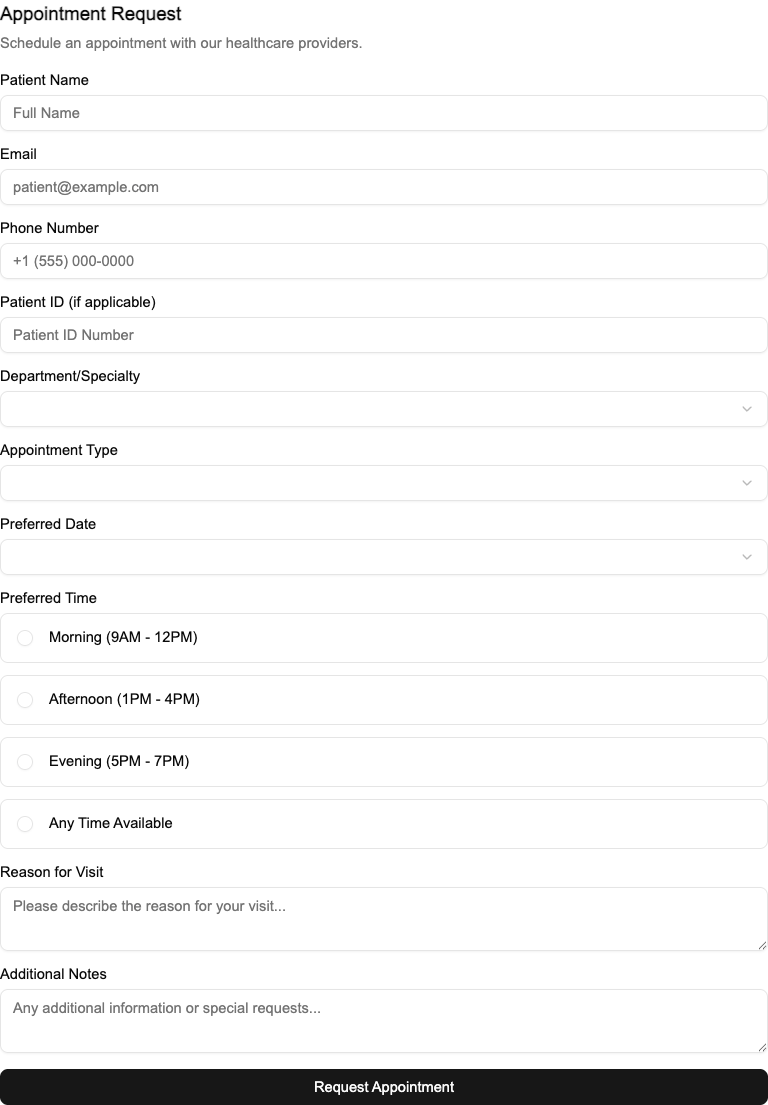 Appointment Request
Schedule an appointment with our healthcare providers.
Patient Name
Full Name
Email
patient@example.com
Phone Number
+1 (555) 000-0000
Patient ID (if applicable)
Patient ID Number
Department/Specialty
Appointment Type
Preferred Date
Preferred Time
Morning (9AM - 12PM)
Afternoon (1PM - 4PM)
Evening (5PM - 7PM)
Any Time Available
Reason for Visit
Please describe the reason for your visit...
Additional Notes
Any additional information or special requests...
Request Appointment